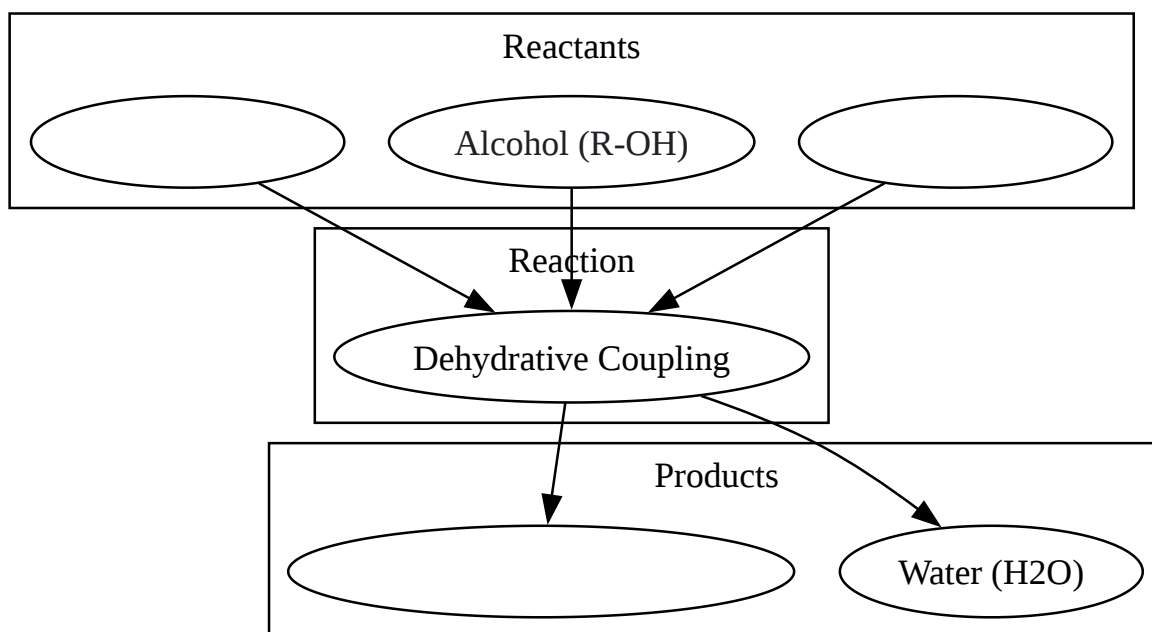 Reactants
Alcohol (R-OH)
Reaction
Dehydrative Coupling
Products
Water (H2O)